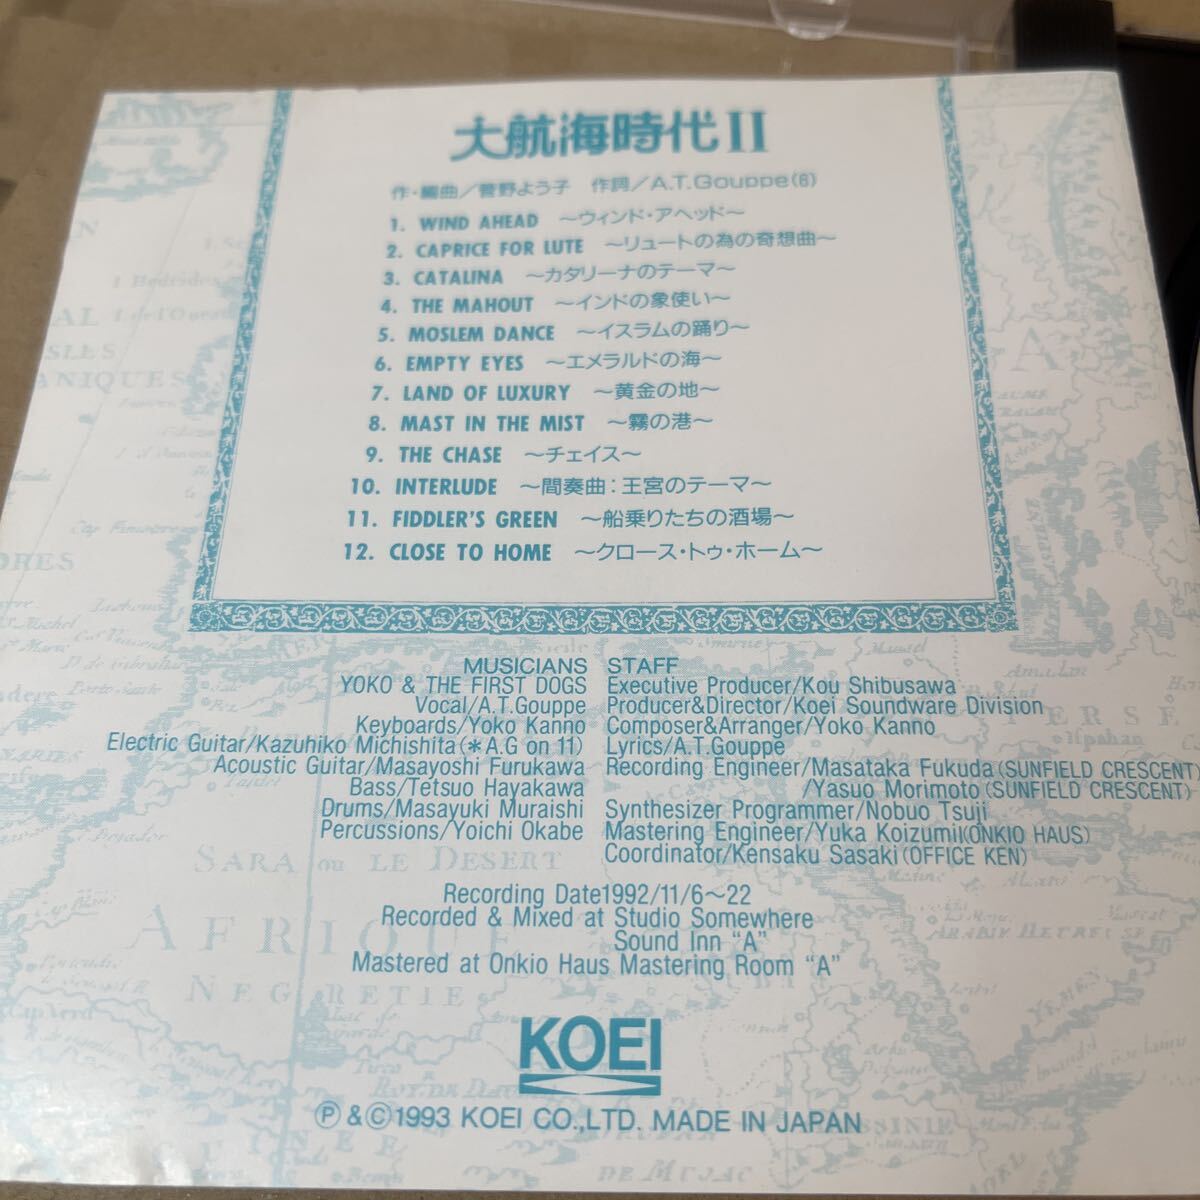 大航海時代II
作・編曲／菅野よう子 作詞／A.T.Gouppe(6)
1. WIND AHEAD ～ウィンド・アヘッド～
2. CAPRICE FOR LUTE ～リュートの為の奇想曲～
3. CATALINA ～カタリーナのテーマ～
4. THE MAHOUT ～インドの象使い～
5. MOSLEM DANCE ～イスラムの踊り～
6. EMPTY EYES ～エメラルドの海～
7. LAND OF LUXURY ～黄金の地～
8. MAST IN THE MIST ～霧の港～
9. THE CHASE ～チェイス～
10. INTERLUDE ～間奏曲：王宮のテーマ～
11. FIDDLER'S GREEN ～船乗りたちの酒場～
12. CLOSE TO HOME ～クロース・トゥ・ホーム～
MUSICIANS
YOKO & THE FIRST DOGS
Vocal/A.T.Gouppe
Keyboards/Yoko Kanno
Electric Guitar/Kazuhiko Michishita(＊A.G on 11)
Acoustic Guitar/Masayoshi Furukawa
Bass/Tetsuo Hayakawa
Drums/Masayuki Muraishi
Percussions/Yoichi Okabe
STAFF
Executive Producer/Kou Shibusawa
Producer&Director/Koei Soundware Division
Composer&Arranger/Yoko Kanno
Lyrics/A.T.Gouppe
Recording Engineer/Masataka Fukuda(SUNFIELD CRESCENT)
/Yasuo Morimoto(SUNFIELD CRESCENT)
Synthesizer Programmer/Nobuo Tsuji
Mastering Engineer/Yuka Koizumi(ONKIO HAUS)
Coordinator/Kensaku Sasaki(OFFICE KEN)
Recording Date1992/11/6～22
Recorded & Mixed at Studio Somewhere
Sound Inn “A”
Mastered at Onkio Haus Mastering Room “A”
SARA ou LE DESERT
AFRIQUE
NEGRETIE
KOEI
Ⓟ&©1993 KOEI CO.,LTD. MADE IN JAPAN